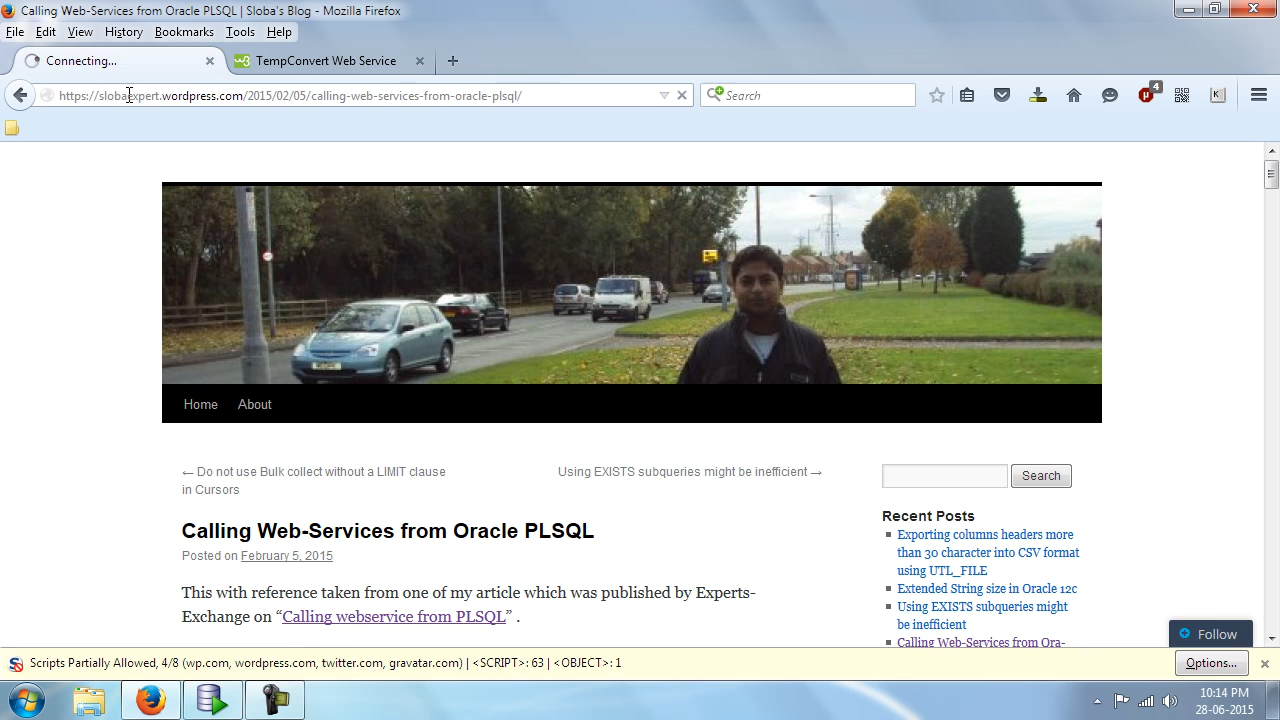 Calling Web-Services from Oracle PLSQL | Sloba's Blog - Mozilla Firefox
File Edit View History Bookmarks Tools Help
Connecting...
TempConvert Web Service
https://slobaexpert.wordpress.com/2015/02/05/calling-web-services-from-oracle-plsql/
Search
4
K
Home About
← Do not use Bulk collect without a LIMIT clause
in Cursors
Using EXISTS subqueries might be inefficient →
Search
Calling Web-Services from Oracle PLSQL
Posted on February 5, 2015
This with reference taken from one of my article which was published by Experts-
Exchange on “Calling webservice from PLSQL” .
Recent Posts
Exporting columns headers more
than 30 character into CSV format
using UTL_FILE
Extended String size in Oracle 12c
Using EXISTS subqueries might
be inefficient
Calling Web-Services from Ora-
Follow
Scripts Partially Allowed, 4/8 (wp.com, wordpress.com, twitter.com, gravatar.com) | <SCRIPT>: 63 | <OBJECT>: 1
Options...
10:14 PM
28-06-2015